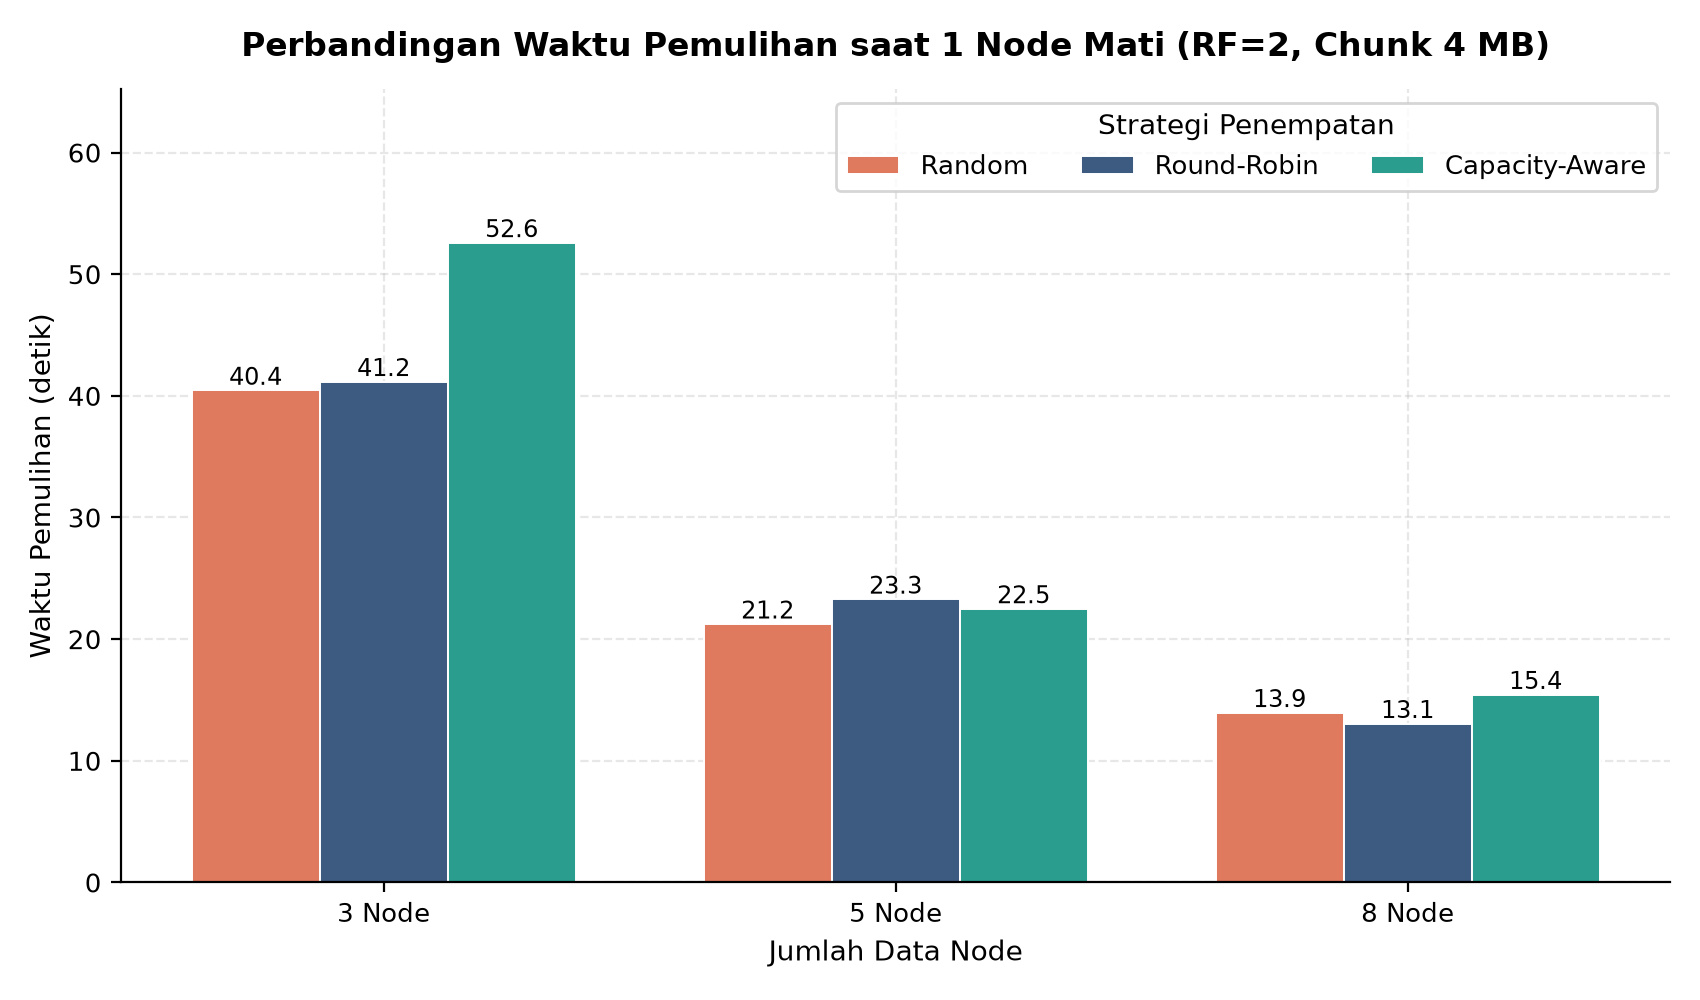 Perbandingan Waktu Pemulihan saat 1 Node Mati (RF=2, Chunk 4 MB)
Strategi Penempatan
Random Round-Robin Capacity-Aware
Waktu Pemulihan (detik)
60
50
40
30
20
10
0
40.4
41.2
52.6
21.2
23.3
22.5
13.9
13.1
15.4
3 Node
5 Node
8 Node
Jumlah Data Node